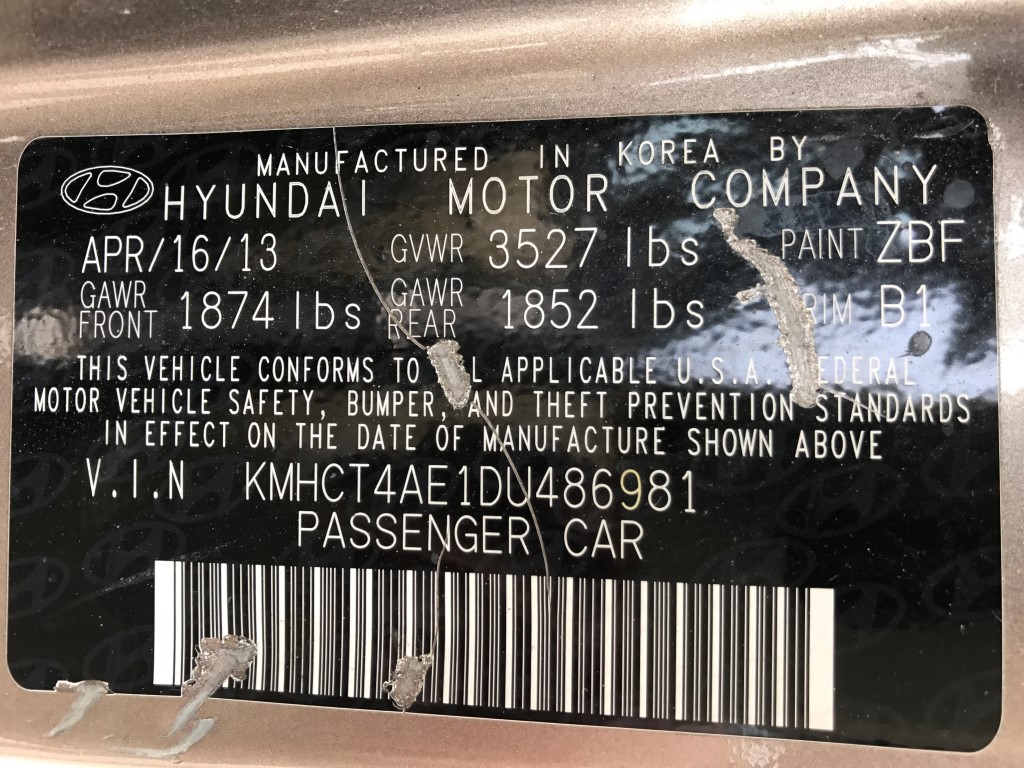 MANUFACTURED IN KOREA BY
HYUNDAI MOTOR COMPANY
APR/16/13 GVWR 3527 lbs PAINT ZBF
GAWR FRONT 1874 lbs GAWR REAR 1852 lbs RIM B1
THIS VEHICLE CONFORMS TO L APPLICABLE U.S.A. EDERAL
MOTOR VEHICLE SAFETY, BUMPER, AND THEFT PREVENTION STANDARDS
IN EFFECT ON THE DATE OF MANUFACTURE SHOWN ABOVE
V.I.N KMHCT4AE1DU486981
PASSENGER CAR